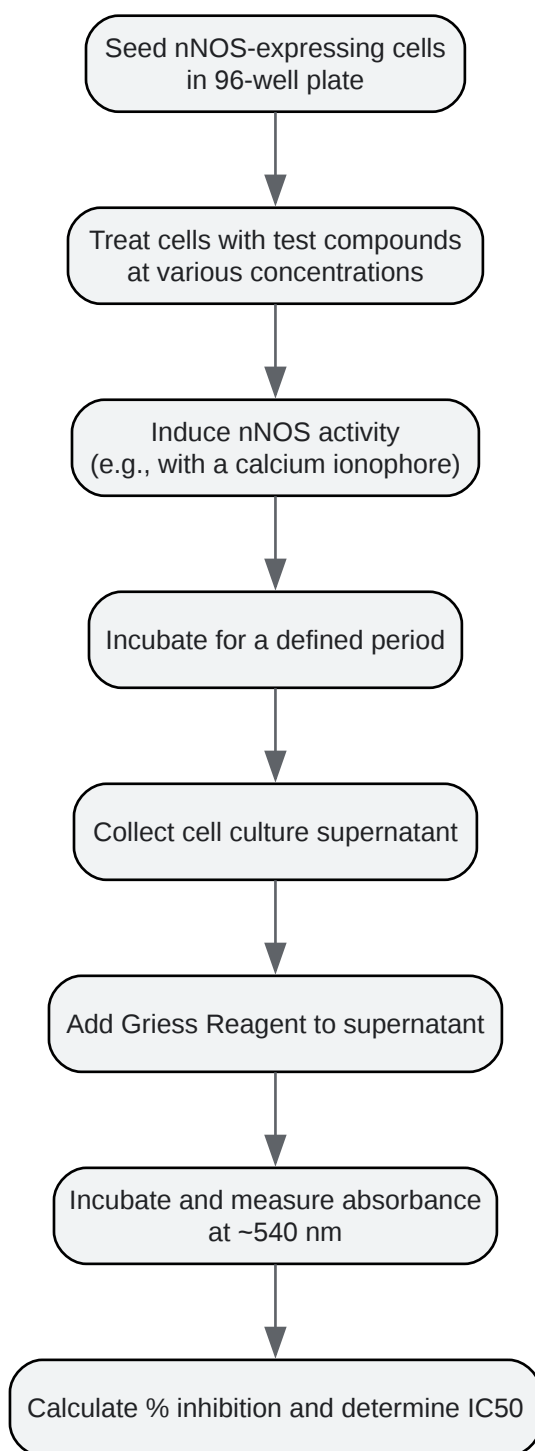 Seed nNOS-expressing cells
in 96-well plate
Treat cells with test compounds
at various concentrations
Induce nNOS activity
(e.g., with a calcium ionophore)
Incubate for a defined period
Collect cell culture supernatant
Add Griess Reagent to supernatant
Incubate and measure absorbance
at ~540 nm
Calculate % inhibition and determine IC50